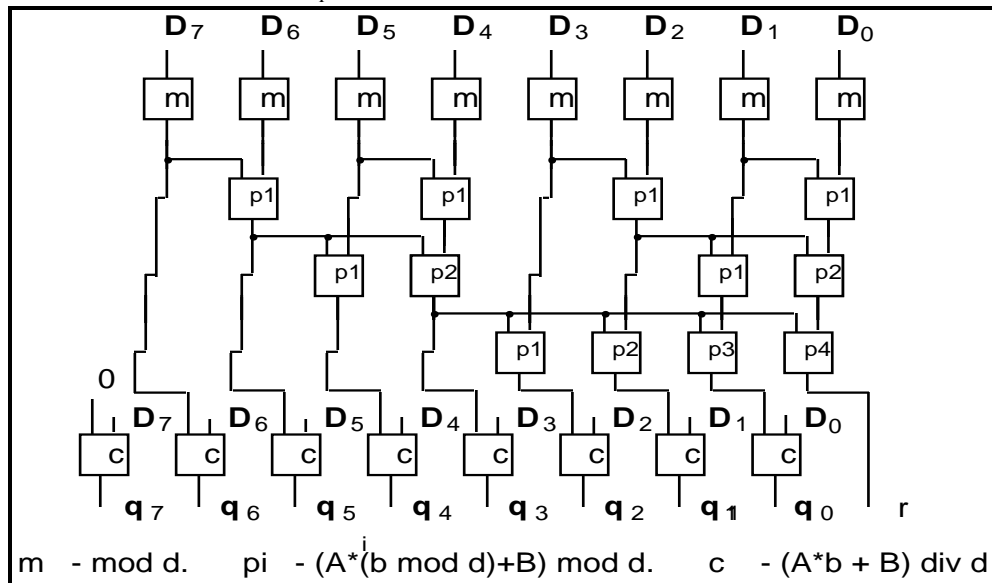 D7 D6 D5 D4 D3 D2 D1 D0
m m m m m m m m
p1 p1 p1 p1
p1 p2 p1 p2
p1 p2 p3 p4
0
D7 D6 D5 D4 D3 D2 D1 D0
c c c c c c c c
q7 q6 q5 q4 q3 q2 q1 q0 r
m - mod d. pi - (A*(b^i mod d)+B) mod d. c - (A*b + B) div d